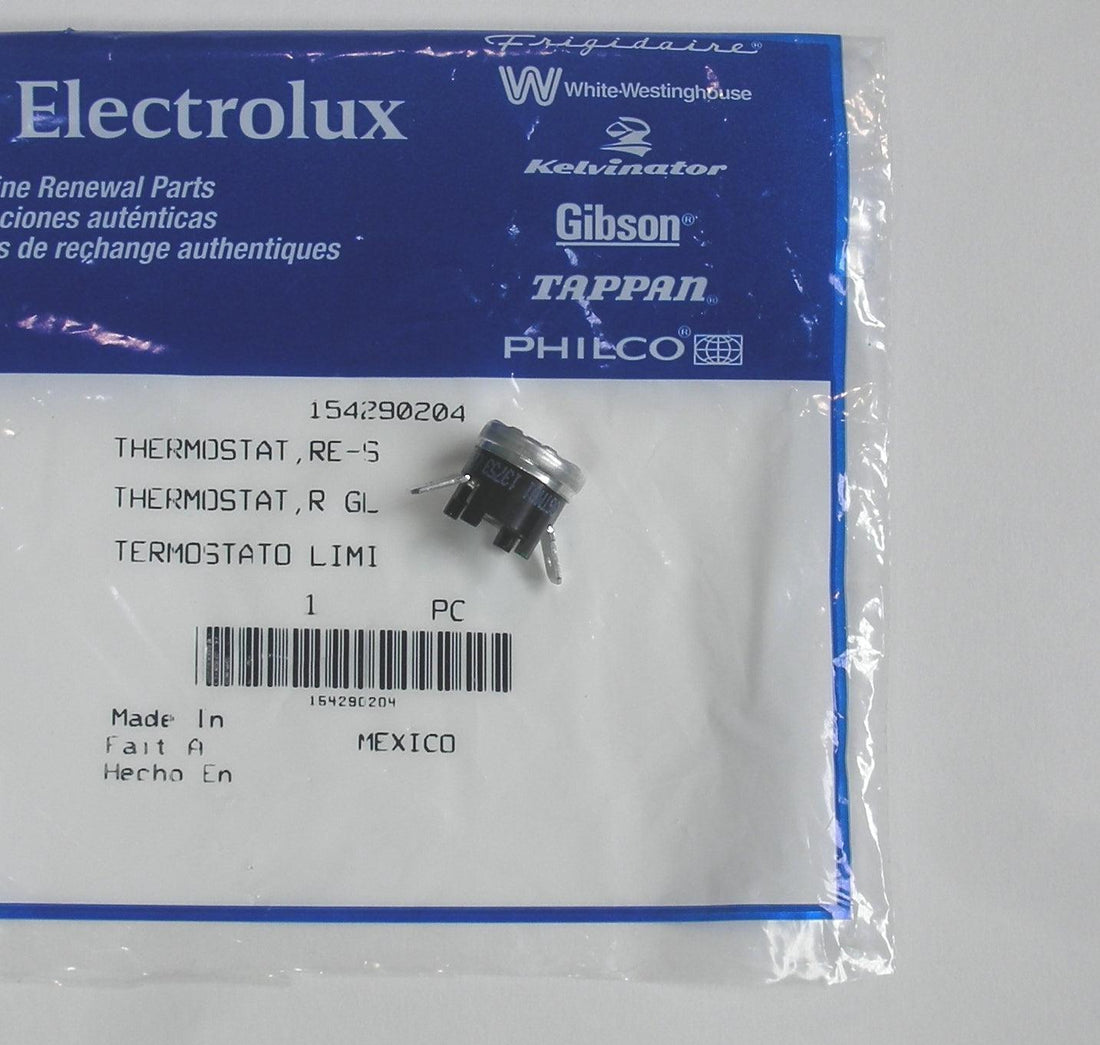 Frigidaire®
Electrolux
White-Westinghouse
Kelvinator
ine Renewal Parts
ciones auténticas
s de rechange authentiques
Gibson®
TAPPAN®
PHILCO®
154290204
THERMOSTAT,RE-S
THERMOSTAT,R GL
TERMOSTATO LIMI
1 PC
154290204
Made In
Fait A
Hecho En
MEXICO